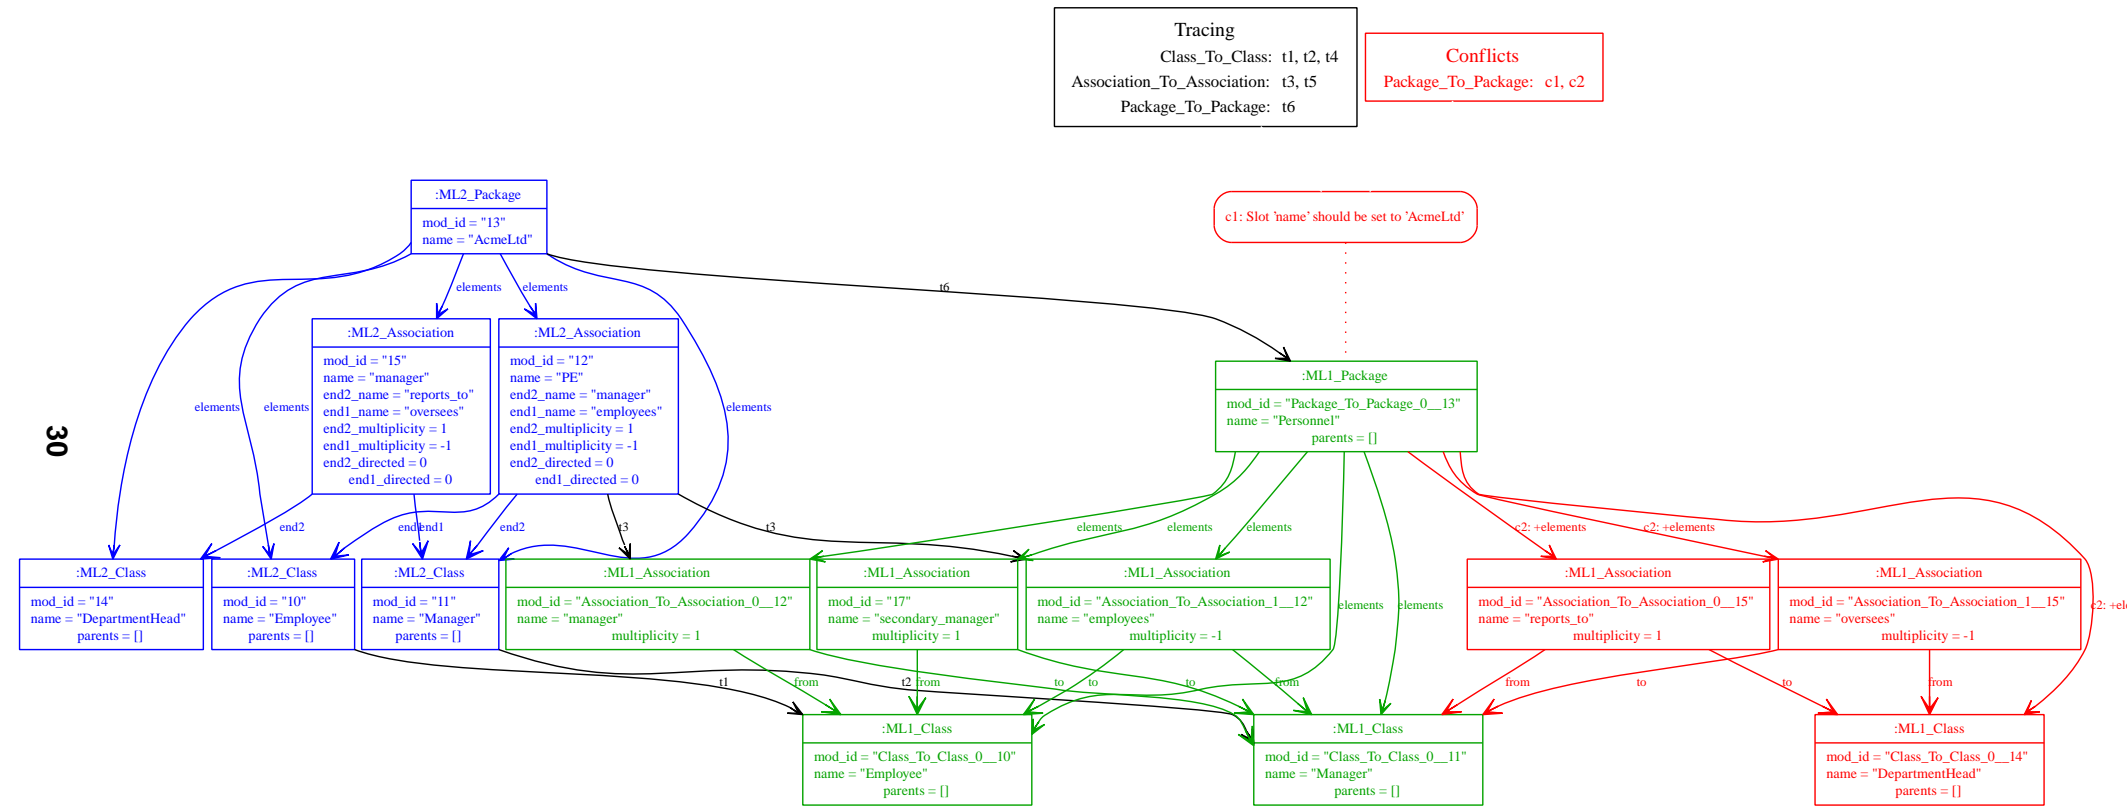 Tracing
Class_To_Class: t1, t2, t4
Association_To_Association: t3, t5
Package_To_Package: t6
Conflicts
Package_To_Package: c1, c2
:ML2_Package
mod_id = "13"
name = "AcmeLtd"
c1: Slot 'name' should be set to 'AcmeLtd'
elements
elements
t6
:ML2_Association
mod_id = "15"
name = "manager"
end2_name = "reports_to"
end1_name = "oversees"
end2_multiplicity = 1
end1_multiplicity = -1
end2_directed = 0
end1_directed = 0
:ML2_Association
mod_id = "12"
name = "PE"
end2_name = "manager"
end1_name = "employees"
end2_multiplicity = 1
end1_multiplicity = -1
end2_directed = 0
end1_directed = 0
:ML1_Package
mod_id = "Package_To_Package_0__13"
name = "Personnel"
parents = []
elements
elements
elements
30
end2
end1
end1
end2
t3
t3
elements
elements
elements
c2: +elements
c2: +elements
:ML2_Class
mod_id = "14"
name = "DepartmentHead"
parents = []
:ML2_Class
mod_id = "10"
name = "Employee"
parents = []
:ML2_Class
mod_id = "11"
name = "Manager"
parents = []
:ML1_Association
mod_id = "Association_To_Association_0__12"
name = "manager"
multiplicity = 1
:ML1_Association
mod_id = "17"
name = "secondary_manager"
multiplicity = 1
:ML1_Association
mod_id = "Association_To_Association_1__12"
name = "employees"
multiplicity = -1
elements
elements
:ML1_Association
mod_id = "Association_To_Association_0__15"
name = "reports_to"
multiplicity = 1
:ML1_Association
mod_id = "Association_To_Association_1__15"
name = "oversees"
multiplicity = -1
c2: +el
t1
from
t2
from
to
to
to
from
from
to
to
from
:ML1_Class
mod_id = "Class_To_Class_0__10"
name = "Employee"
parents = []
:ML1_Class
mod_id = "Class_To_Class_0__11"
name = "Manager"
parents = []
:ML1_Class
mod_id = "Class_To_Class_0__14"
name = "DepartmentHead"
parents = []